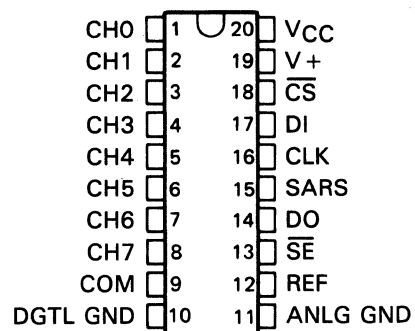 CH0 1 20 VCC
CH1 2 19 V+
CH2 3 18 C̅S̅
CH3 4 17 DI
CH4 5 16 CLK
CH5 6 15 SARS
CH6 7 14 DO
CH7 8 13 S̅E̅
COM 9 12 REF
DGTL GND 10 11 ANLG GND